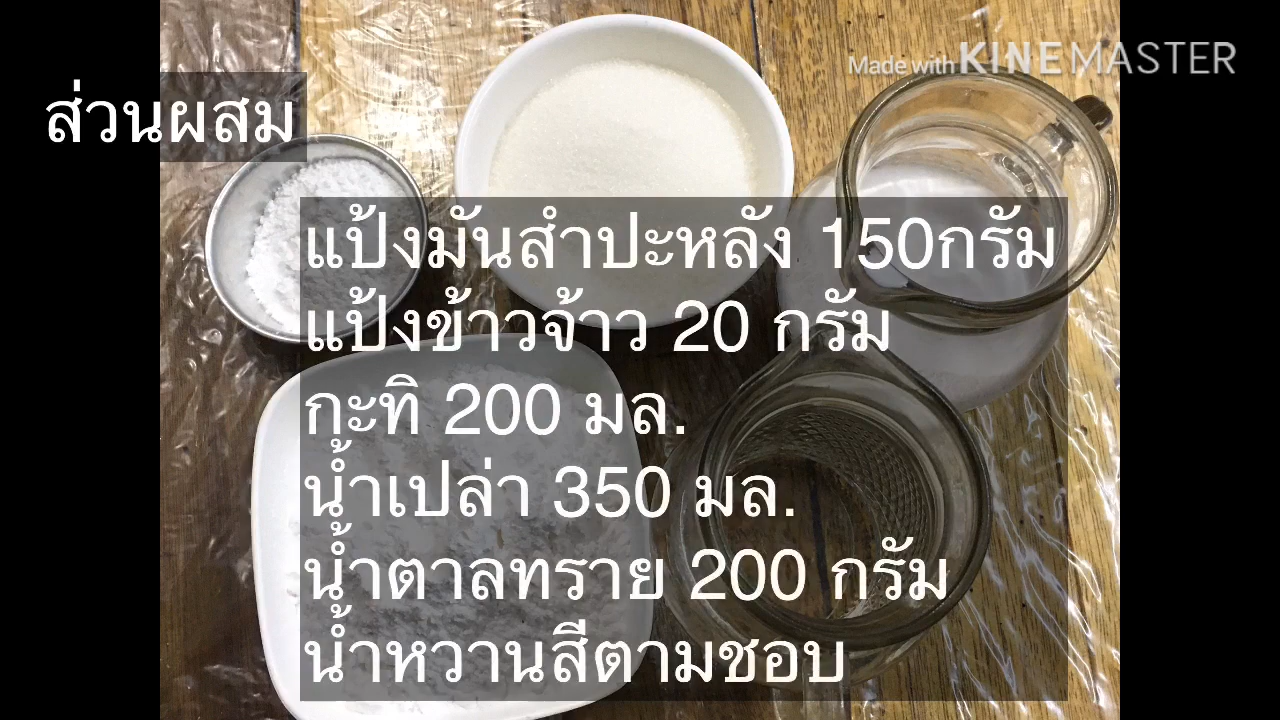 Made with KINEMASTER
ส่วนผสม
แป้งมันสำปะหลัง 150กรัม
แป้งข้าวจ้าว 20 กรัม
กะทิ 200 มล.
น้ำเปล่า 350 มล.
น้ำตาลทราย 200 กรัม
น้ำหวานสีตามชอบ